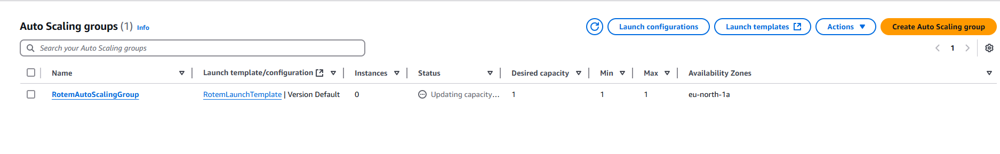 Auto Scaling groups (1) Info
Launch configurations
Launch templates
Actions
Create Auto Scaling group
Search your Auto Scaling groups
1
Name Launch template/configuration Instances Status Desired capacity Min Max Availability Zones
RotemAutoScalingGroup RotemLaunchTemplate | Version Default 0 Updating capacity... 1 1 1 eu-north-1a